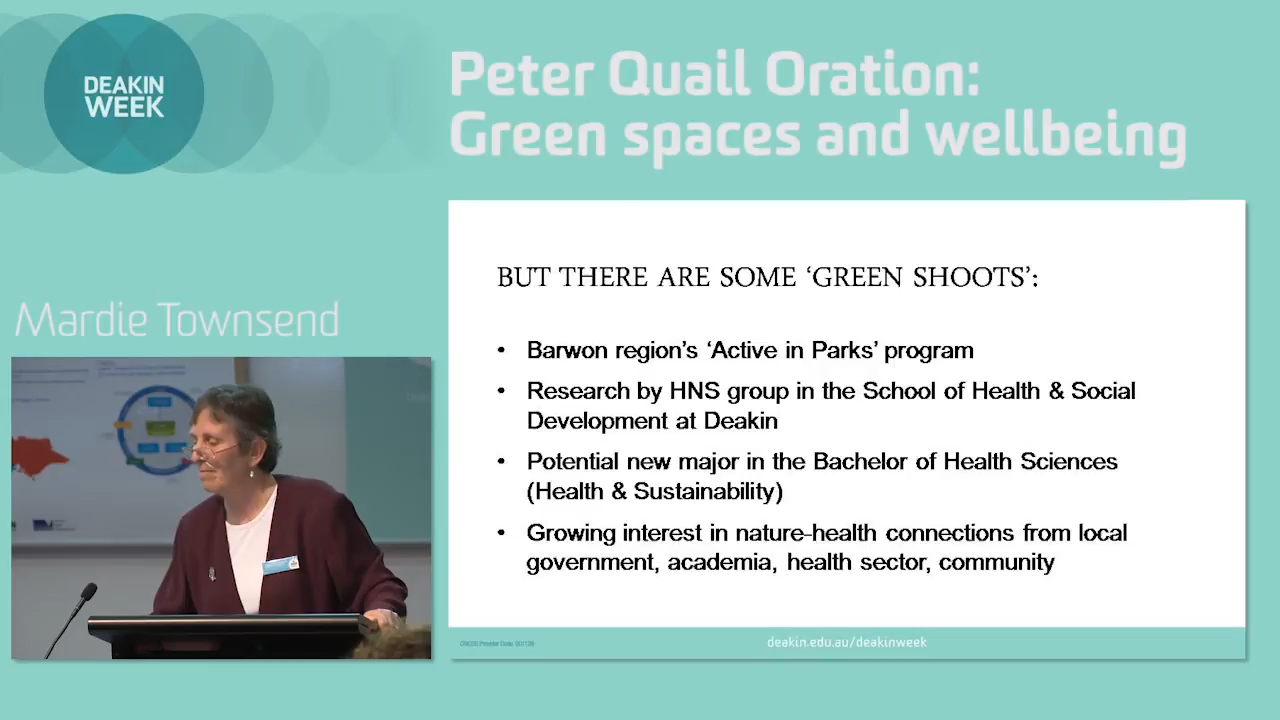 DEAKIN
WEEK
Peter Quail Oration:
Green spaces and wellbeing
Mardie Townsend
BUT THERE ARE SOME ‘GREEN SHOOTS’:
• Barwon region’s ‘Active in Parks’ program
• Research by HNS group in the School of Health & Social
Development at Deakin
• Potential new major in the Bachelor of Health Sciences
(Health & Sustainability)
• Growing interest in nature-health connections from local
government, academia, health sector, community
deakin.edu.au/deakinweek